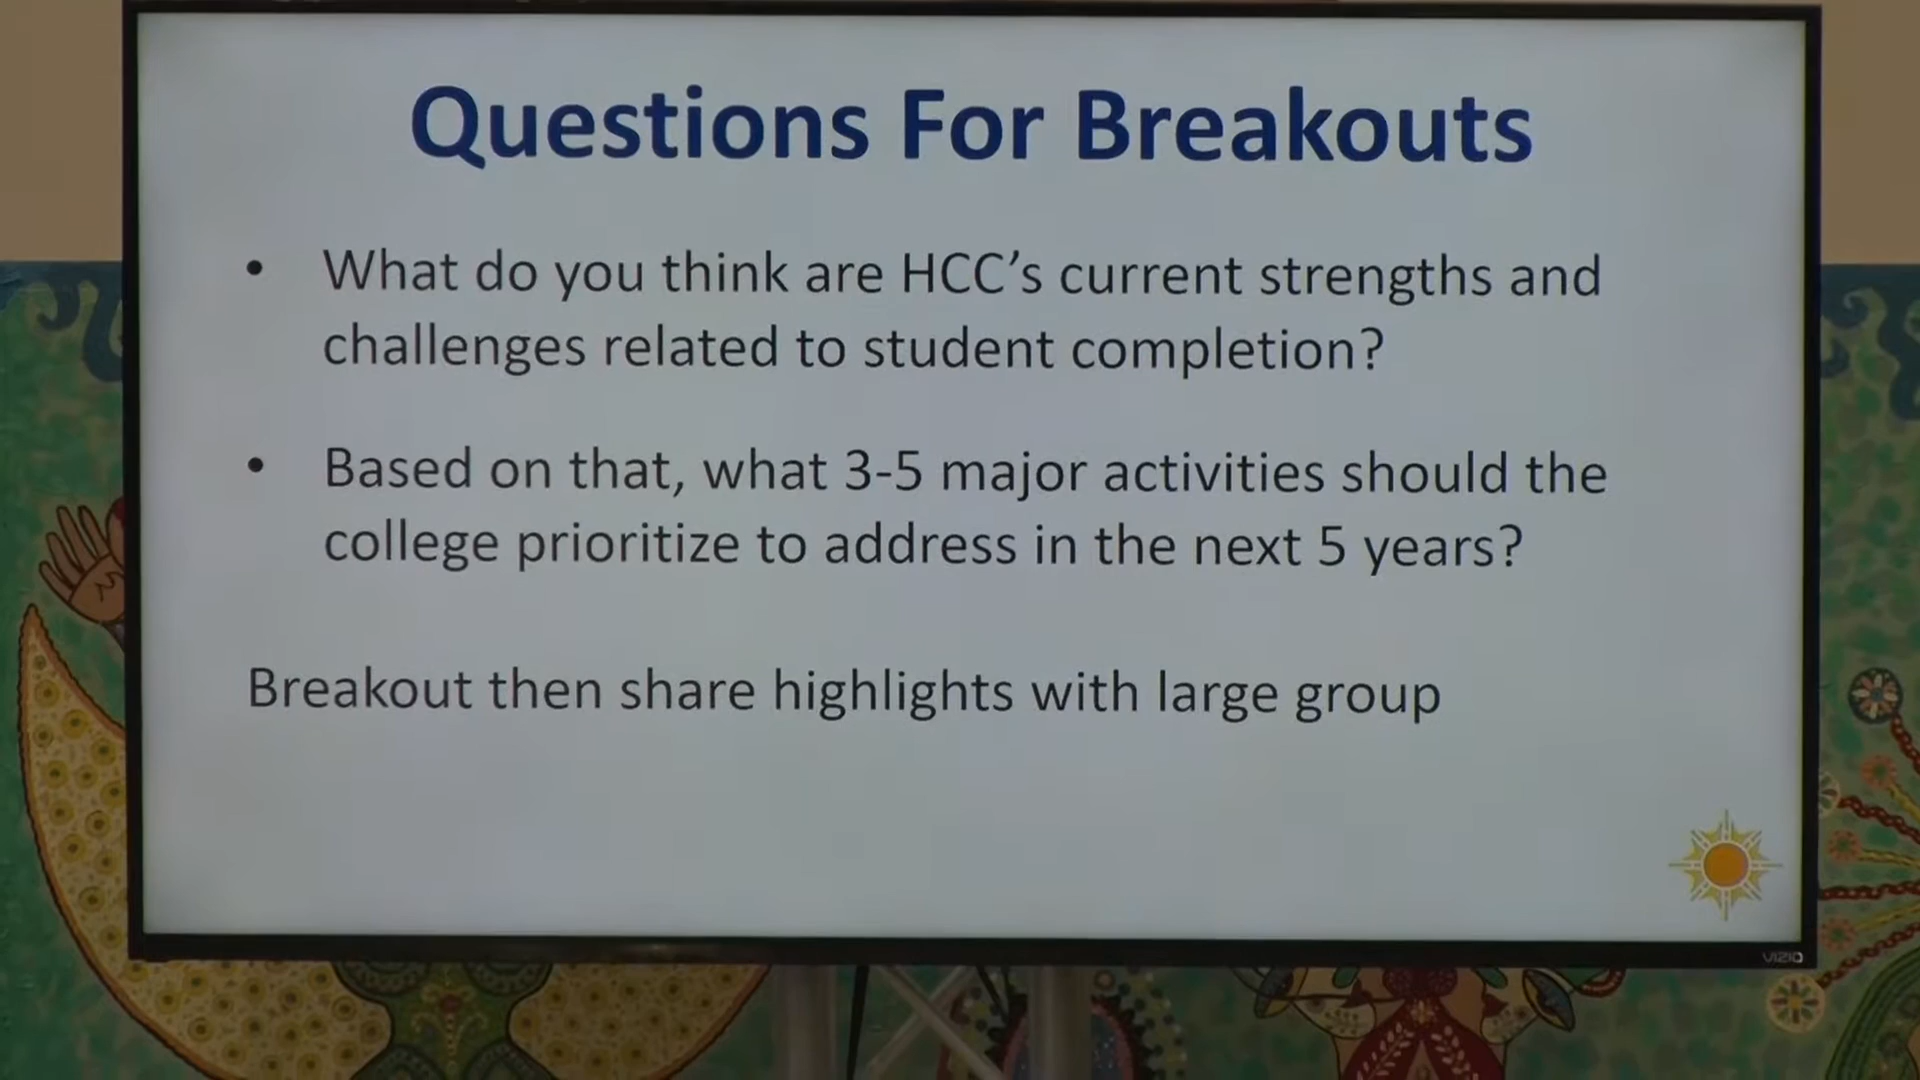 Questions For Breakouts
• What do you think are HCC’s current strengths and
challenges related to student completion?
• Based on that, what 3-5 major activities should the
college prioritize to address in the next 5 years?
Breakout then share highlights with large group
VIZIO